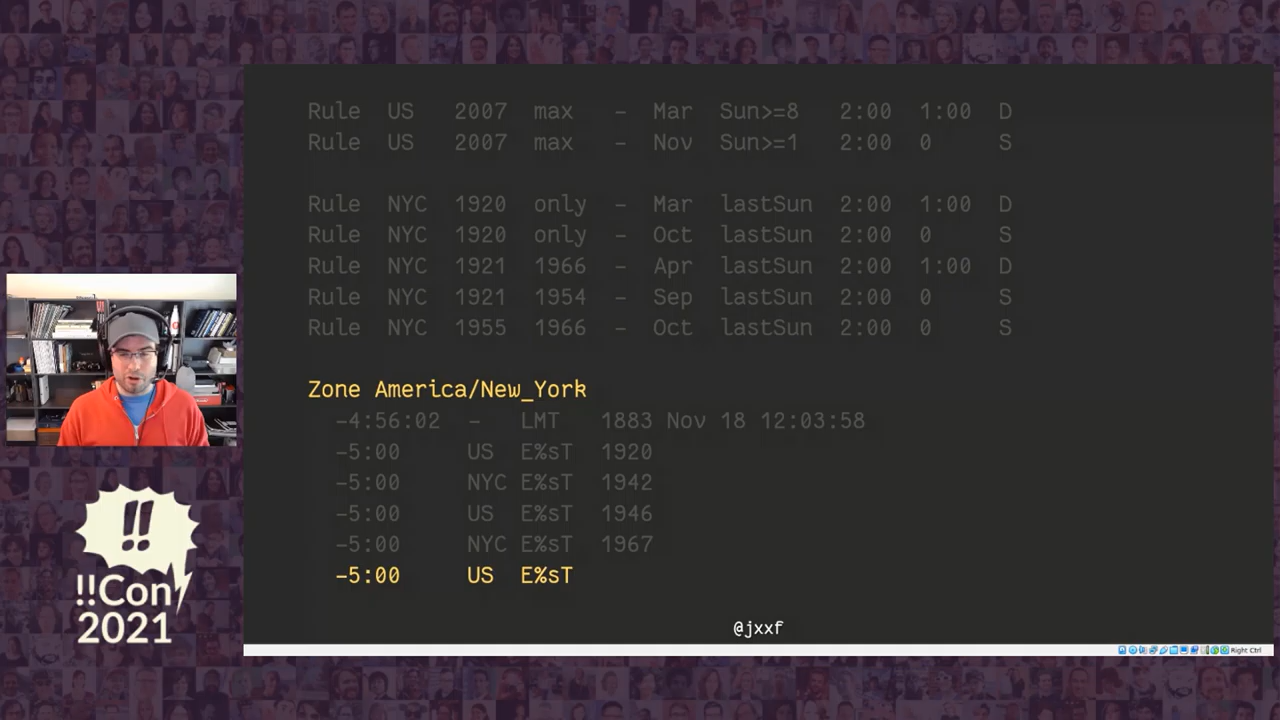 Rule US 2007 max - Mar Sun>=8 2:00 1:00 D
Rule US 2007 max - Nov Sun>=1 2:00 0 S
Rule NYC 1920 only - Mar lastSun 2:00 1:00 D
Rule NYC 1920 only - Oct lastSun 2:00 0 S
Rule NYC 1921 1966 - Apr lastSun 2:00 1:00 D
Rule NYC 1921 1954 - Sep lastSun 2:00 0 S
Rule NYC 1955 1966 - Oct lastSun 2:00 0 S
Zone America/New_York
-4:56:02 - LMT 1883 Nov 18 12:03:58
-5:00 US E%sT 1920
-5:00 NYC E%sT 1942
-5:00 US E%sT 1946
-5:00 NYC E%sT 1967
-5:00 US E%sT
@jxxf
Right Ctrl
!!
!!Con
2021